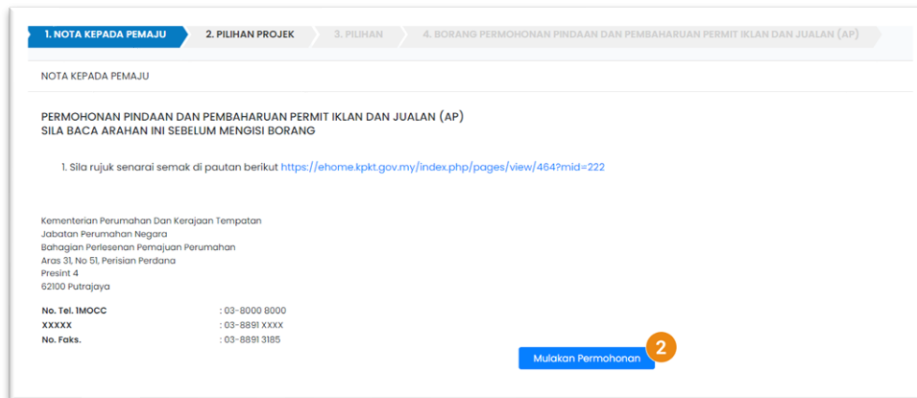 1. NOTA KEPADA PEMAJU
2. PILIHAN PROJEK
3. PILIHAN
4. BORANG PERMOHONAN PINDAAN DAN PEMBAHARUAN PERMIT IKLAN DAN JUALAN (AP)
NOTA KEPADA PEMAJU
PERMOHONAN PINDAAN DAN PEMBAHARUAN PERMIT IKLAN DAN JUALAN (AP)
SILA BACA ARAHAN INI SEBELUM MENGISI BORANG
1. Sila rujuk senarai semak di pautan berikut https://ehome.kpkt.gov.my/index.php/pages/view/464?mid=222
Kementerian Perumahan Dan Kerajaan Tempatan
Jabatan Perumahan Negara
Bahagian Perlesenan Pemajuan Perumahan
Aras 31, No 51, Perisian Perdana
Presint 4
62100 Putrajaya
No. Tel. 1MOCC : 03-8000 8000
XXXXX : 03-8891 XXXX
No. Faks. : 03-8891 3185
Mulakan Permohonan 2